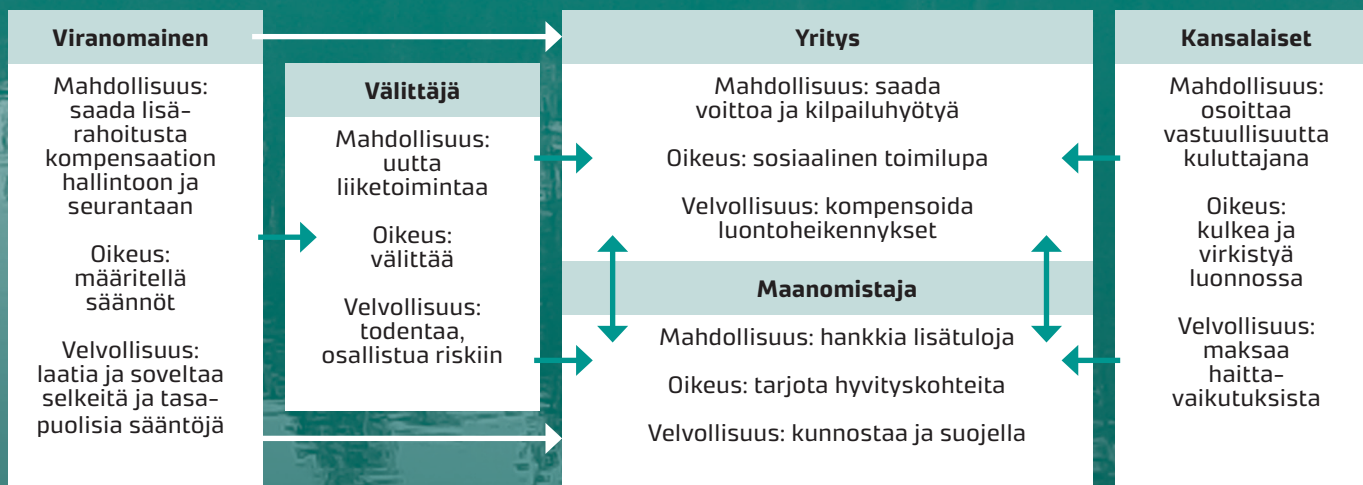 Viranomainen
Mahdollisuus:
saada lisä-
rahoitusta
kompensaation
hallintoon ja
seurantaan
Oikeus:
määritellä
säännöt
Velvollisuus:
laatia ja soveltaa
selkeitä ja tasa-
puolisia sääntöjä
Välittäjä
Mahdollisuus:
uutta
liiketoimintaa
Oikeus:
välittää
Velvollisuus:
todentaa,
osallistua riskiin
Yritys
Mahdollisuus: saada
voittoa ja kilpailuhyötyä
Oikeus: sosiaalinen toimilupa
Velvollisuus: kompensoida
luontoheikennykset
Maanomistaja
Mahdollisuus: hankkia lisätuloja
Oikeus: tarjota hyvityskohteita
Velvollisuus: kunnostaa ja suojella
Kansalaiset
Mahdollisuus:
osoittaa
vastuullisuutta
kuluttajana
Oikeus:
kulkea ja
virkistyä
luonnossa
Velvollisuus:
maksaa
haitta-
vaikutuksista